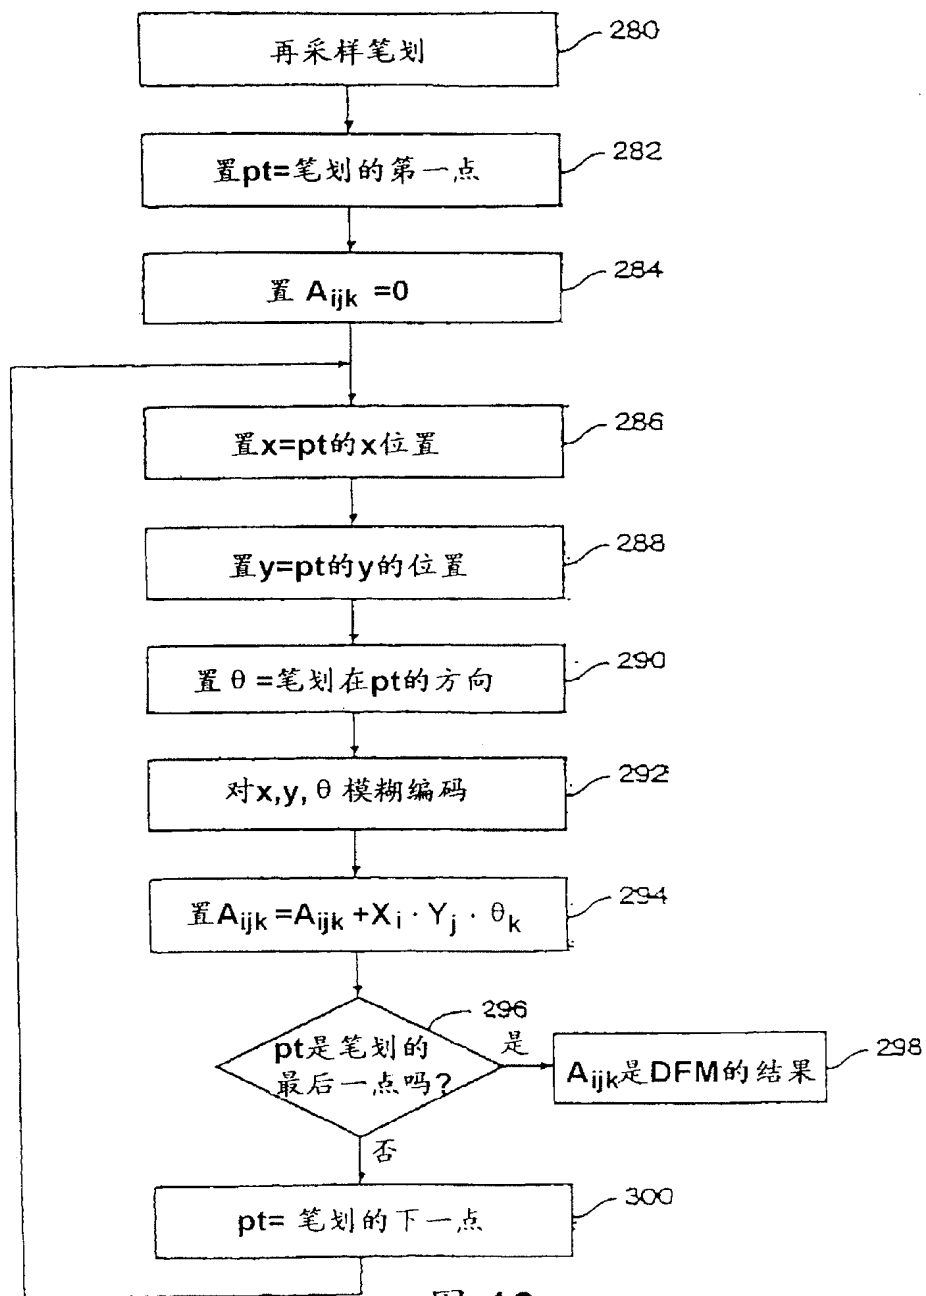 再采样笔划
280
置pt=笔划的第一点
282
置 Aijk =0
284
置x=pt的x位置
286
置y=pt的y的位置
288
置θ=笔划在pt的方向
290
对x,y,θ模糊编码
292
置Aijk=Aijk+Xi·Yj·θk
294
pt是笔划的
最后一点吗?
296
是
Aijk是DFM的结果
298
否
pt= 笔划的下一点
300